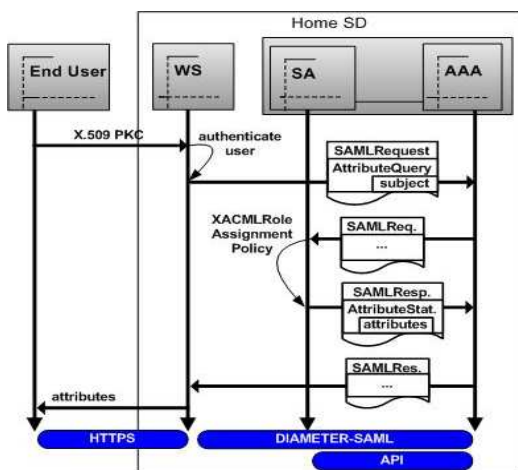 Home SD
End User
WS
SA
AAA
X.509 PKC
authenticate
user
SAMLRequest
AttributeQuery
subject
XACMLRole
Assignment
Policy
SAMLReq.
...
SAMLResp.
AttributeStat.
attributes
SAMLRes.
...
attributes
HTTPS
DIAMETER-SAML
API